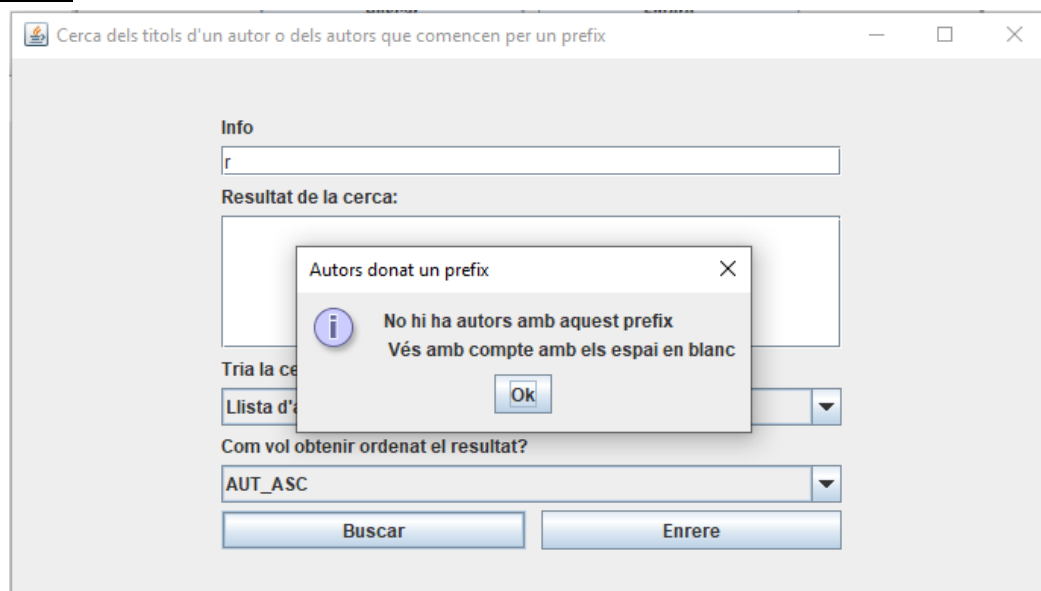 Cerca dels titols d'un autor o dels autors que comencen per un prefix
Info
r
Resultat de la cerca:
Autors donat un prefix
No hi ha autors amb aquest prefix
Vés amb compte amb els espai en blanc
Ok
Tria la ce
Llista d'a
Com vol obtenir ordenat el resultat?
AUT_ASC
Buscar
Enrere